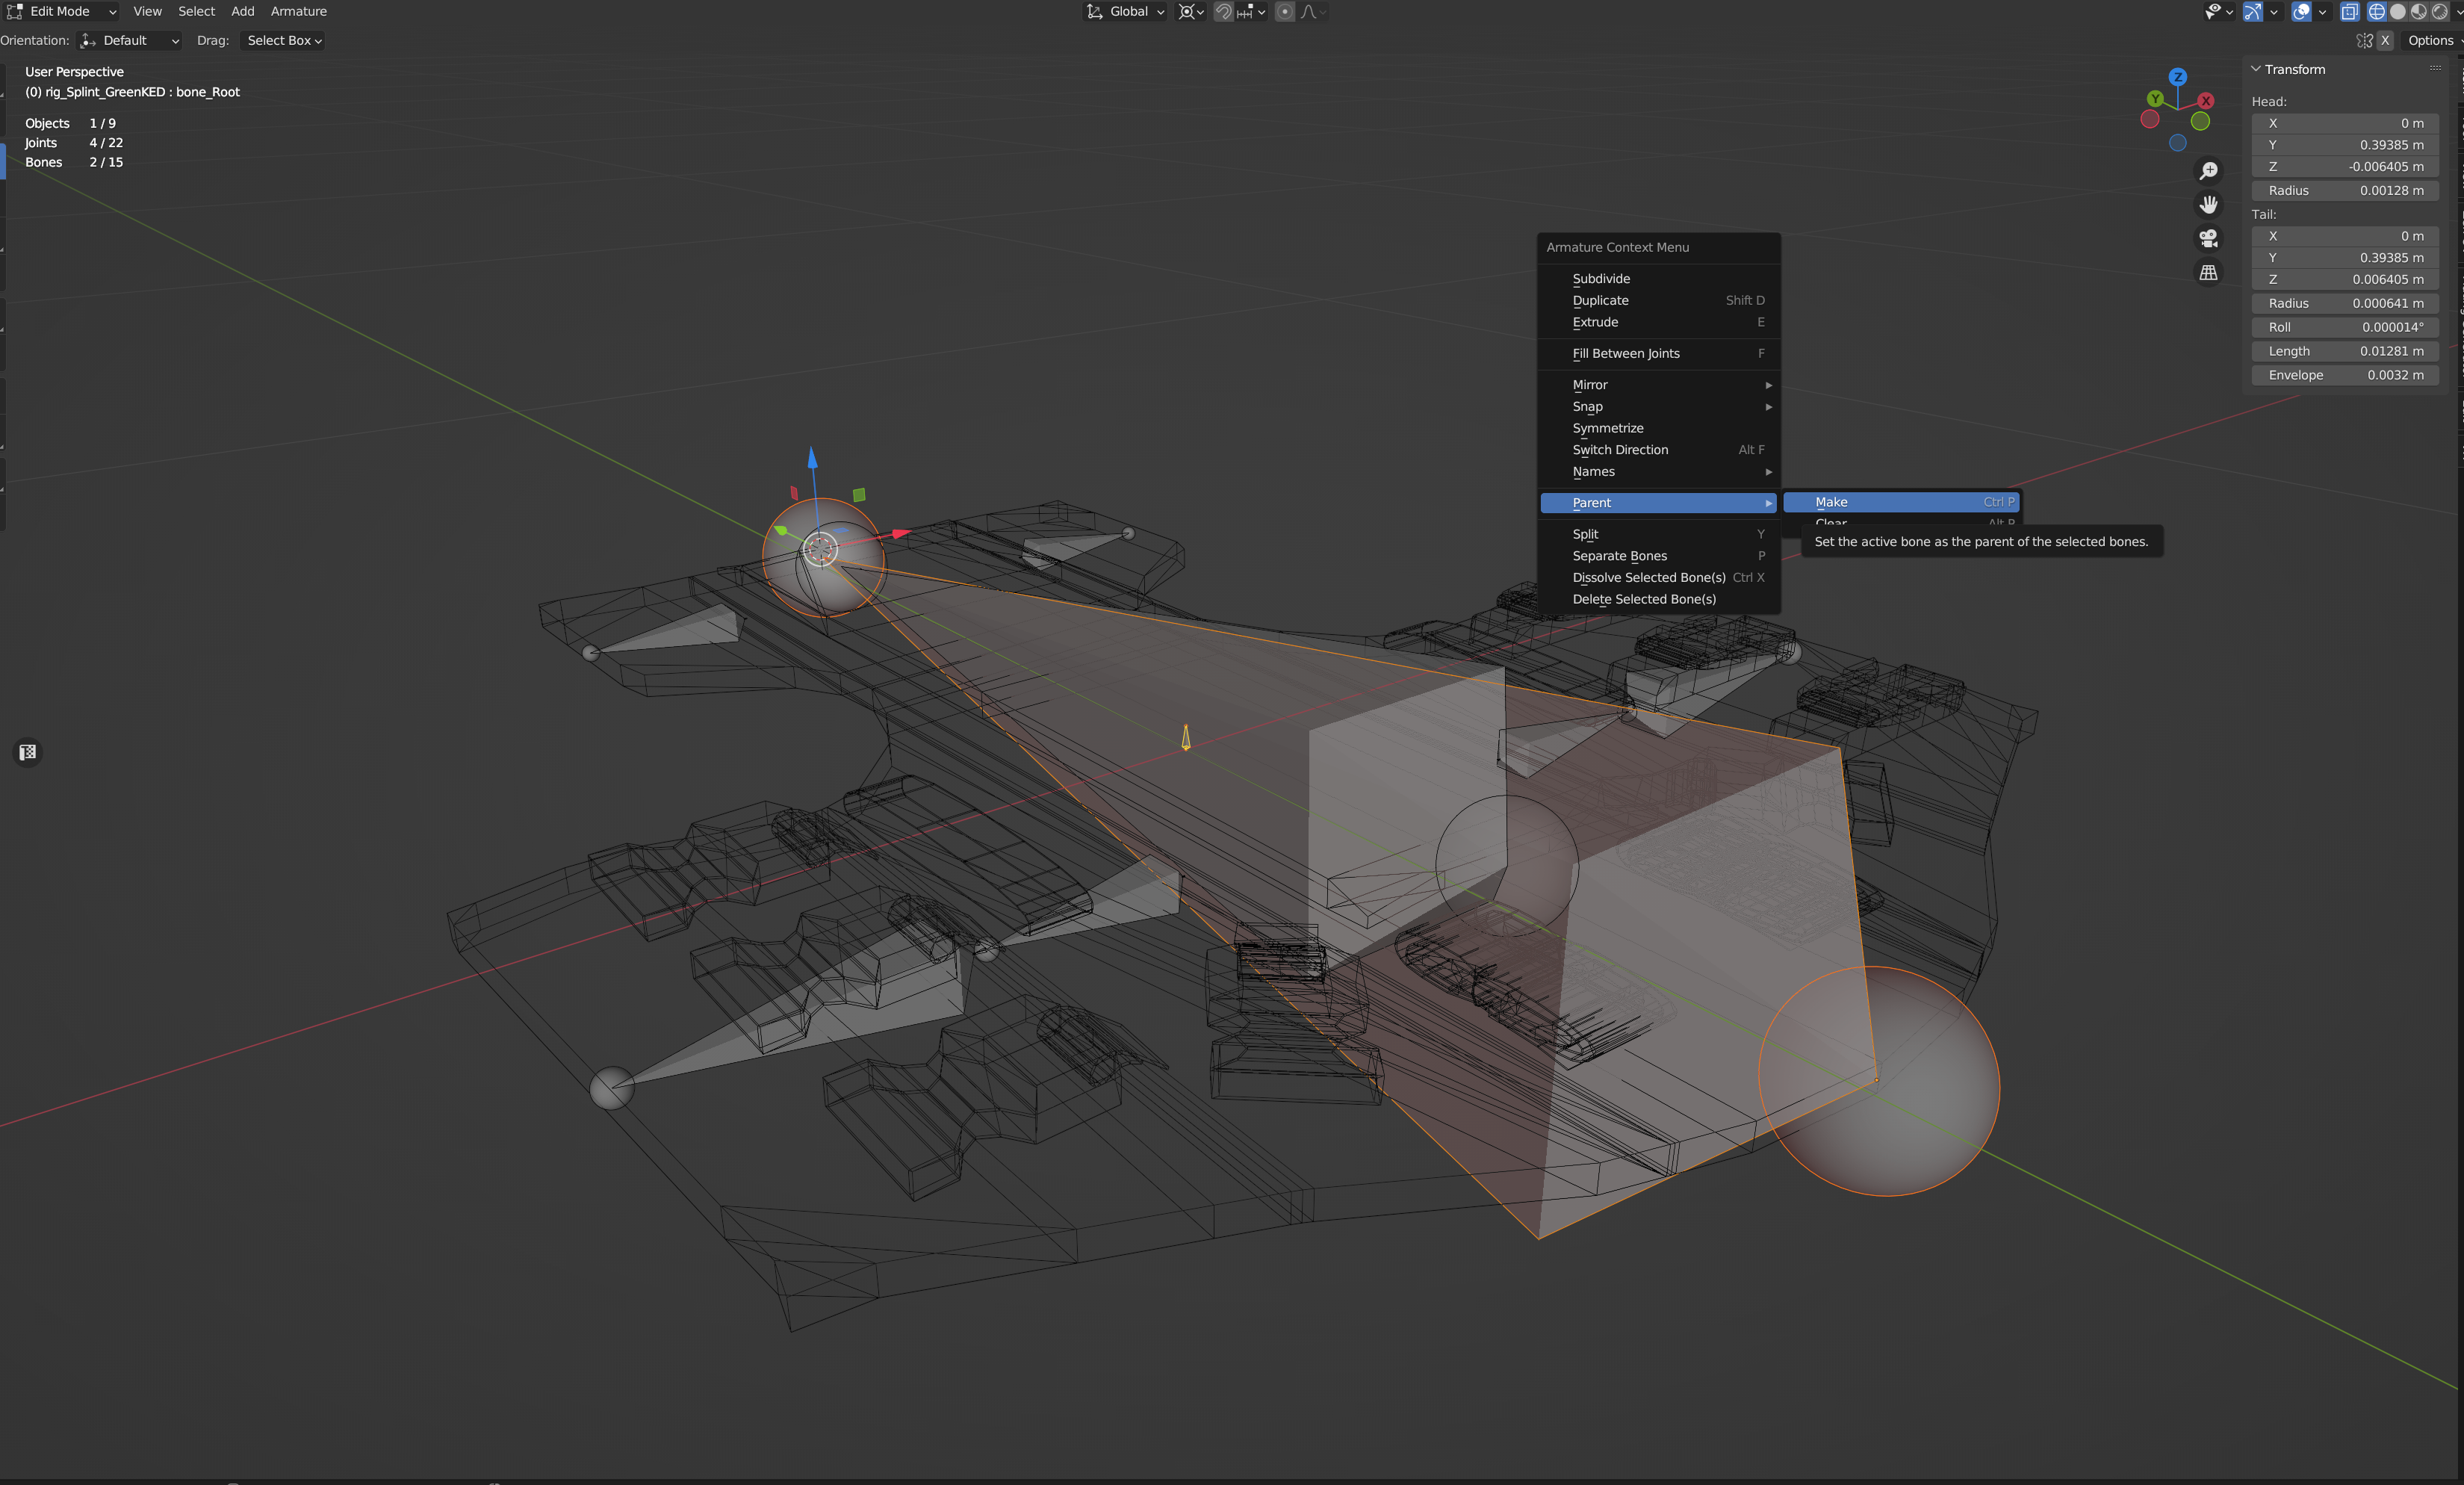 Edit Mode View Select Add Armature Global
Orientation: Default Drag: Select Box X Options
User Perspective
(0) rig_Splint_GreenKED : bone_Root
Objects 1 / 9
Joints 4 / 22
Bones 2 / 15
Z
Y
X
Transform
Head:
X 0 m
Y 0.39385 m
Z -0.006405 m
Radius 0.00128 m
Tail:
X 0 m
Y 0.39385 m
Z 0.006405 m
Radius 0.000641 m
Roll 0.000014°
Length 0.01281 m
Envelope 0.0032 m
Armature Context Menu
Subdivide
Duplicate Shift D
Extrude E
Fill Between Joints F
Mirror
Snap
Symmetrize
Switch Direction Alt F
Names
Parent
Make Ctrl P
Clear Alt P
Set the active bone as the parent of the selected bones.
Split Y
Separate Bones P
Dissolve Selected Bone(s) Ctrl X
Delete Selected Bone(s)